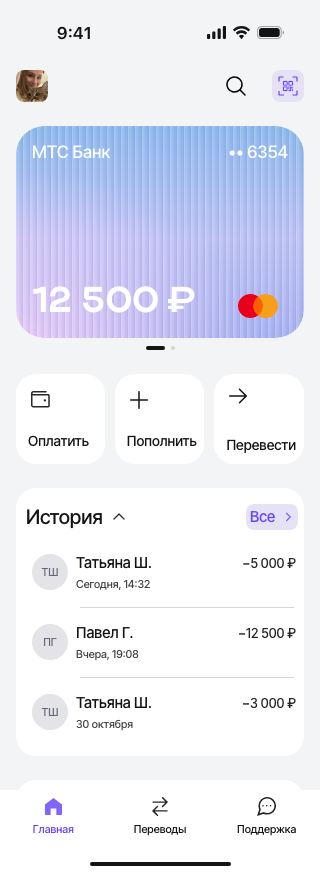 9:41
МТС Банк
•• 6354
12 500 ₽
Оплатить
Пополнить
Перевести
История
Все
ТШ
Татьяна Ш.
−5 000 ₽
Сегодня, 14:32
ПГ
Павел Г.
−12 500 ₽
Вчера, 19:08
ТШ
Татьяна Ш.
−3 000 ₽
30 октября
Главная
Переводы
Поддержка